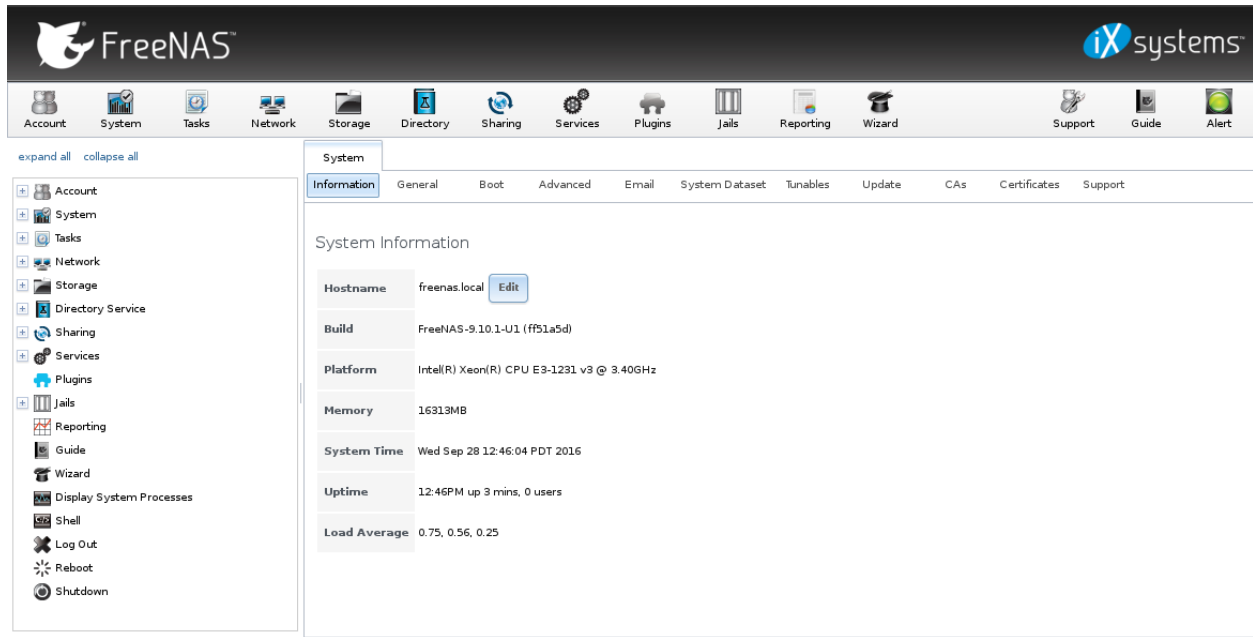 FreeNAS™
iXsystems™
Account System Tasks Network Storage Directory Sharing Services Plugins Jails Reporting Wizard Support Guide Alert
expand all collapse all
System
Information General Boot Advanced Email System Dataset Tunables Update CAs Certificates Support
Account
System
Tasks
Network
Storage
Directory Service
Sharing
Services
Plugins
Jails
Reporting
Guide
Wizard
Display System Processes
Shell
Log Out
Reboot
Shutdown
System Information
Hostname freenas.local Edit
Build FreeNAS-9.10.1-U1 (ff51a5d)
Platform Intel(R) Xeon(R) CPU E3-1231 v3 @ 3.40GHz
Memory 16313MB
System Time Wed Sep 28 12:46:04 PDT 2016
Uptime 12:46PM up 3 mins, 0 users
Load Average 0.75, 0.56, 0.25